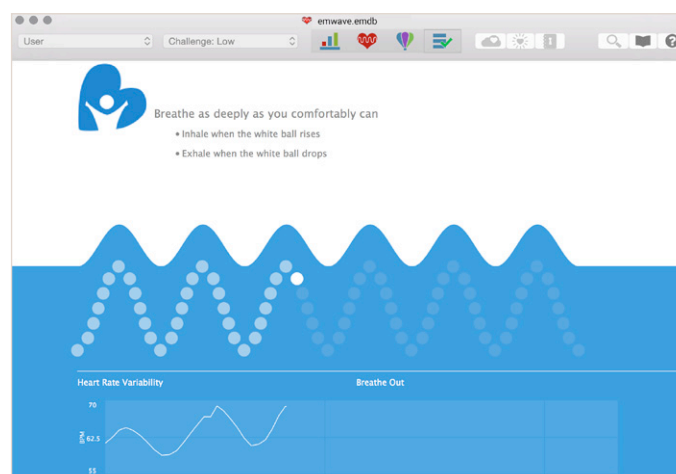 emwave.emdb
User
Challenge: Low
1
?
Breathe as deeply as you comfortably can
• Inhale when the white ball rises
• Exhale when the white ball drops
Heart Rate Variability
Breathe Out
70
BPM
62.5
55